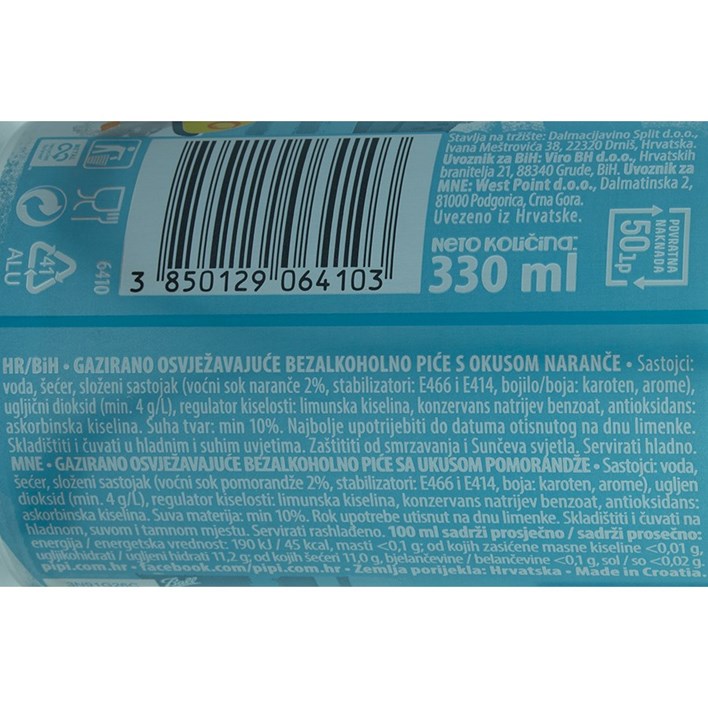 Stavlja na tržišta: Dalmacijavino Split d.o.o.,
Ivana Meštrovića 38, 22320 Drniš, Hrvatska.
Uvoznik za BiH: Viro BH d.o.o., Hrvatskih
branitelja 21, 88340 Grude, BiH. Uvoznik za
MNE: West Point d.o.o., Dalmatinska 2,
81000 Podgorica, Crna Gora.
Uvezeno iz Hrvatske.
NETO KOLIČINA:
330 ml
POVRATNA
NAKNADA
50 lp
41
ALU
6410
3 850129 064103
HR/BiH • GAZIRANO OSVJEŽAVAJUĆE BEZALKOHOLNO PIĆE S OKUSOM NARANČE • Sastojci:
voda, šećer, složeni sastojak (voćni sok naranče 2%, stabilizatori: E466 i E414, bojilo/boja: karoten, arome),
ugljični dioksid (min. 4 g/L), regulator kiselosti: limunska kiselina, konzervans natrijev benzoat, antioksidans:
askorbinska kiselina. Suha tvar: min 10%. Najbolje upotrijebiti do datuma otisnutog na dnu limenke.
Skladištiti i čuvati u hladnim i suhim uvjetima. Zaštititi od smrzavanja i Sunčeva svjetla. Servirati hladno.
MNE • GAZIRANO OSVJEŽAVAJUĆE BEZALKOHOLNO PIĆE SA UKUSOM POMORANDŽE • Sastojci: voda,
šećer, složeni sastojak (voćni sok pomorandže 2%, stabilizatori: E466 i E414, boja: karoten, arome), ugljen
dioksid (min. 4 g/L), regulator kiselosti: limunska kiselina, konzervans natrijev benzoat, antioksidans:
askorbinska kiselina. Suva materija: min 10%. Rok upotrebe utisnut na dnu limenke. Skladištiti i čuvati na
hladnom, suvom i tamnom mjestu. Servirati rashlađeno. 100 ml sadrži prosječno / sadrži prosečno:
energija / energetska vrednost: 190 kJ / 45 kcal, masti <0,1 g; od kojih zasićene masne kiseline <0,01 g,
ugljikohidrati / ugljeni hidrati 11,2 g; od kojih šećeri 11,0 g, bjelančevine / belančevine <0,1 g, sol / so <0,02 g.
pipi.com.hr • facebook.com/pipi.com.hr • Zemlja porijekla: Hrvatska • Made in Croatia.